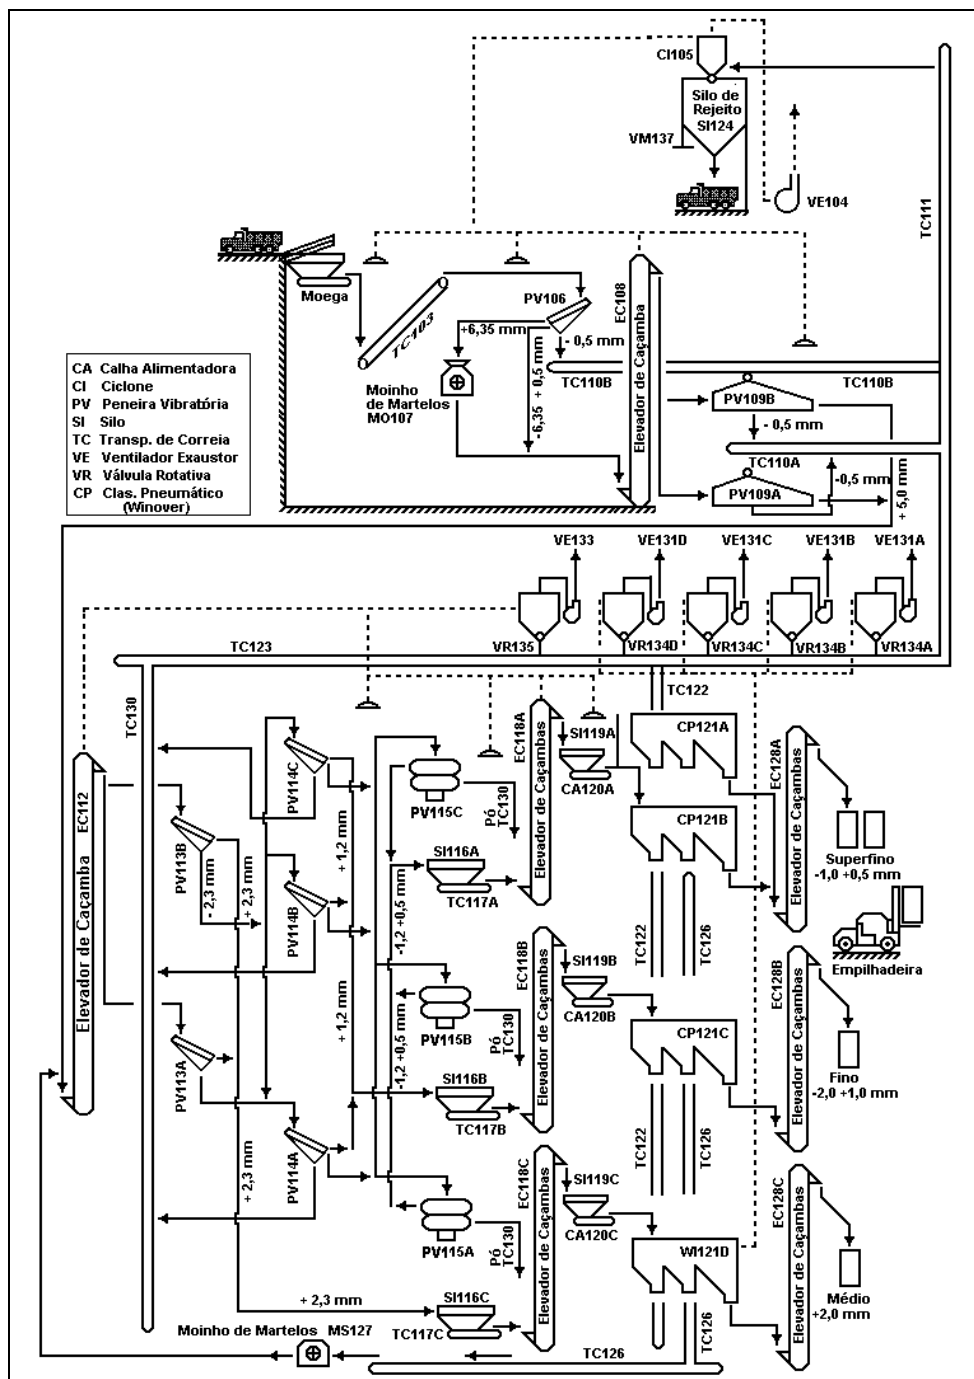 CI105
Silo de
Rejeito
SI124
VM137
VE104
TC111
Moega
TC103
PV106
EC108
Elevador de Caçamba
+6,35 mm
- 0,5 mm
-6,35 + 0,5 mm
TC110B
TC110B
Moinho
de Martelos
MO107
PV109B
- 0,5 mm
TC110A
-0,5 mm
PV109A
+ 5,0 mm
CA Calha Alimentadora
CI Ciclone
PV Peneira Vibratória
SI Silo
TC Transp. de Correia
VE Ventilador Exaustor
VR Válvula Rotativa
CP Clas. Pneumático
(Winover)
VE133
VE131D
VE131C
VE131B
VE131A
TC123
VR135
VR134D
VR134C
VR134B
VR134A
TC130
TC122
EC112
Elevador de Caçamba
PV114C
PV113B
- 2,3 mm
+ 2,3 mm
PV114B
+ 1,2 mm
PV115C
Pó
TC130
EC118A
Elevador de Caçambas
SI119A
CA120A
CP121A
CP121B
EC128A
Elevador de Caçambas
Superfino
-1,0 +0,5 mm
SI116A
TC117A
-1,2 +0,5 mm
TC122
TC126
Empilhadeira
PV113A
+ 1,2 mm
-1,2 +0,5 mm
PV115B
Pó
TC130
EC118B
Elevador de Caçambas
SI119B
CA120B
CP121C
EC128B
Elevador de Caçambas
Fino
-2,0 +1,0 mm
SI116B
TC117B
TC122
TC126
PV114A
+ 2,3 mm
PV115A
Pó
TC130
EC118C
Elevador de Caçambas
SI119C
CA120C
WI121D
EC128C
Elevador de Caçambas
Médio
+2,0 mm
+ 2,3 mm
SI116C
TC117C
Moinho de Martelos MS127
TC126
TC126